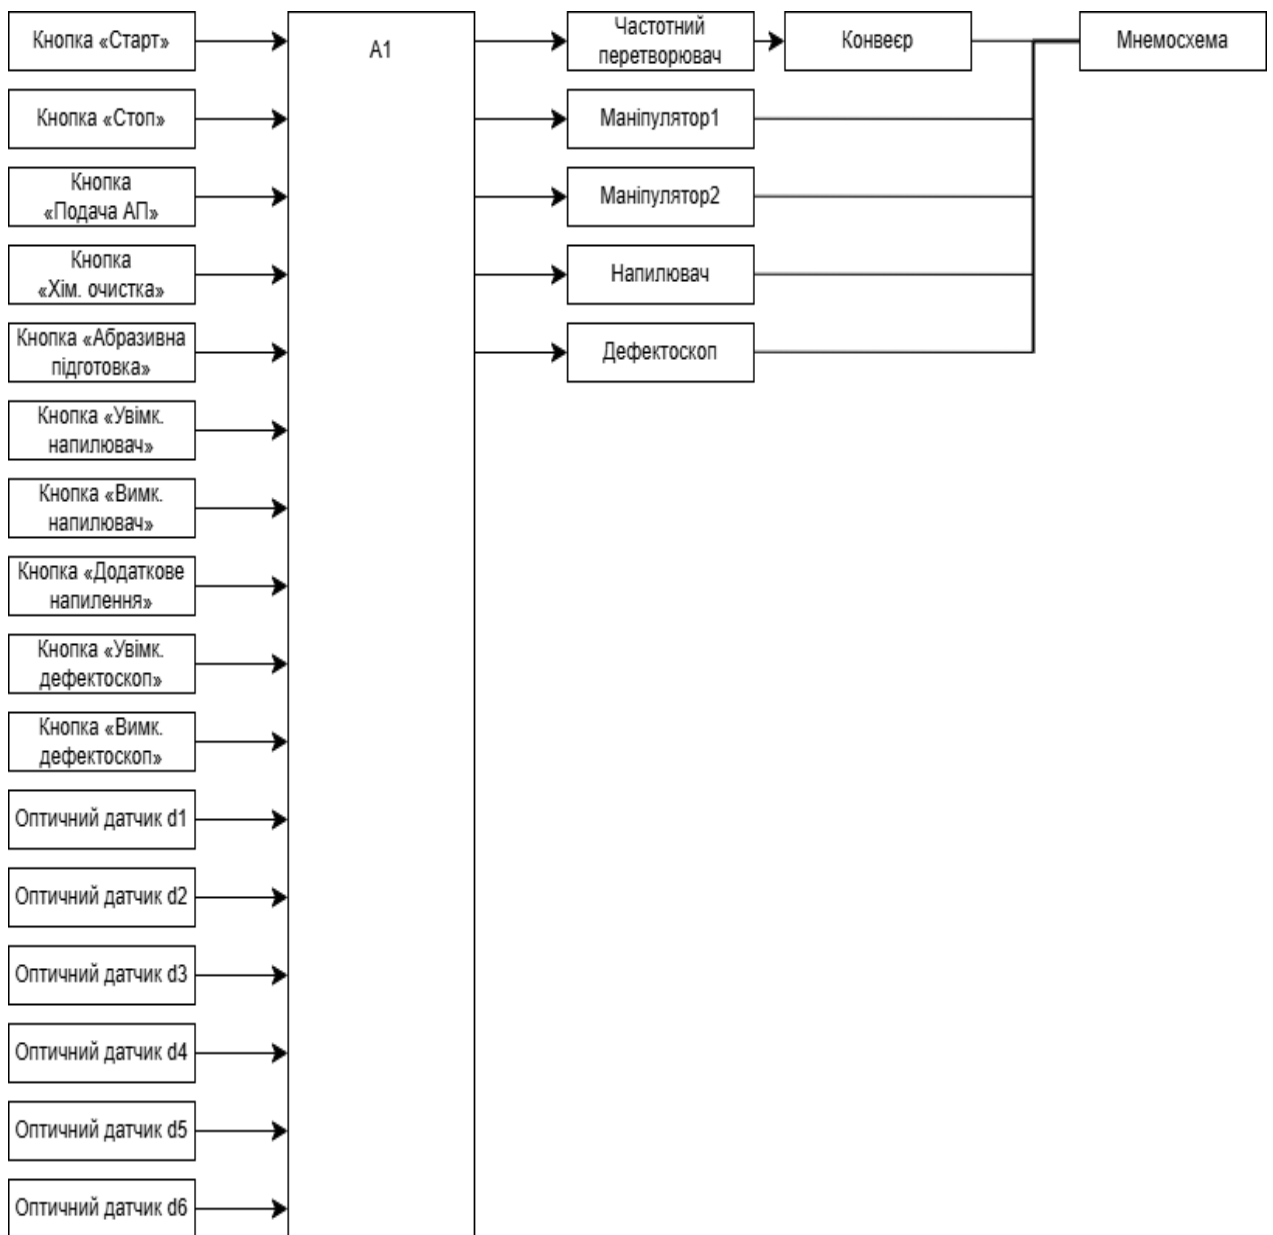 Кнопка «Старт»
А1
Частотний
перетворювач
Конвеєр
Мнемосхема
Кнопка «Стоп»
Маніпулятор1
Кнопка
«Подача АП»
Маніпулятор2
Кнопка
«Хім. очистка»
Напилювач
Кнопка «Абразивна
підготовка»
Дефектоскоп
Кнопка «Увімк.
напилювач»
Кнопка «Вимк.
напилювач»
Кнопка «Додаткове
напилення»
Кнопка «Увімк.
дефектоскоп»
Кнопка «Вимк.
дефектоскоп»
Оптичний датчик d1
Оптичний датчик d2
Оптичний датчик d3
Оптичний датчик d4
Оптичний датчик d5
Оптичний датчик d6